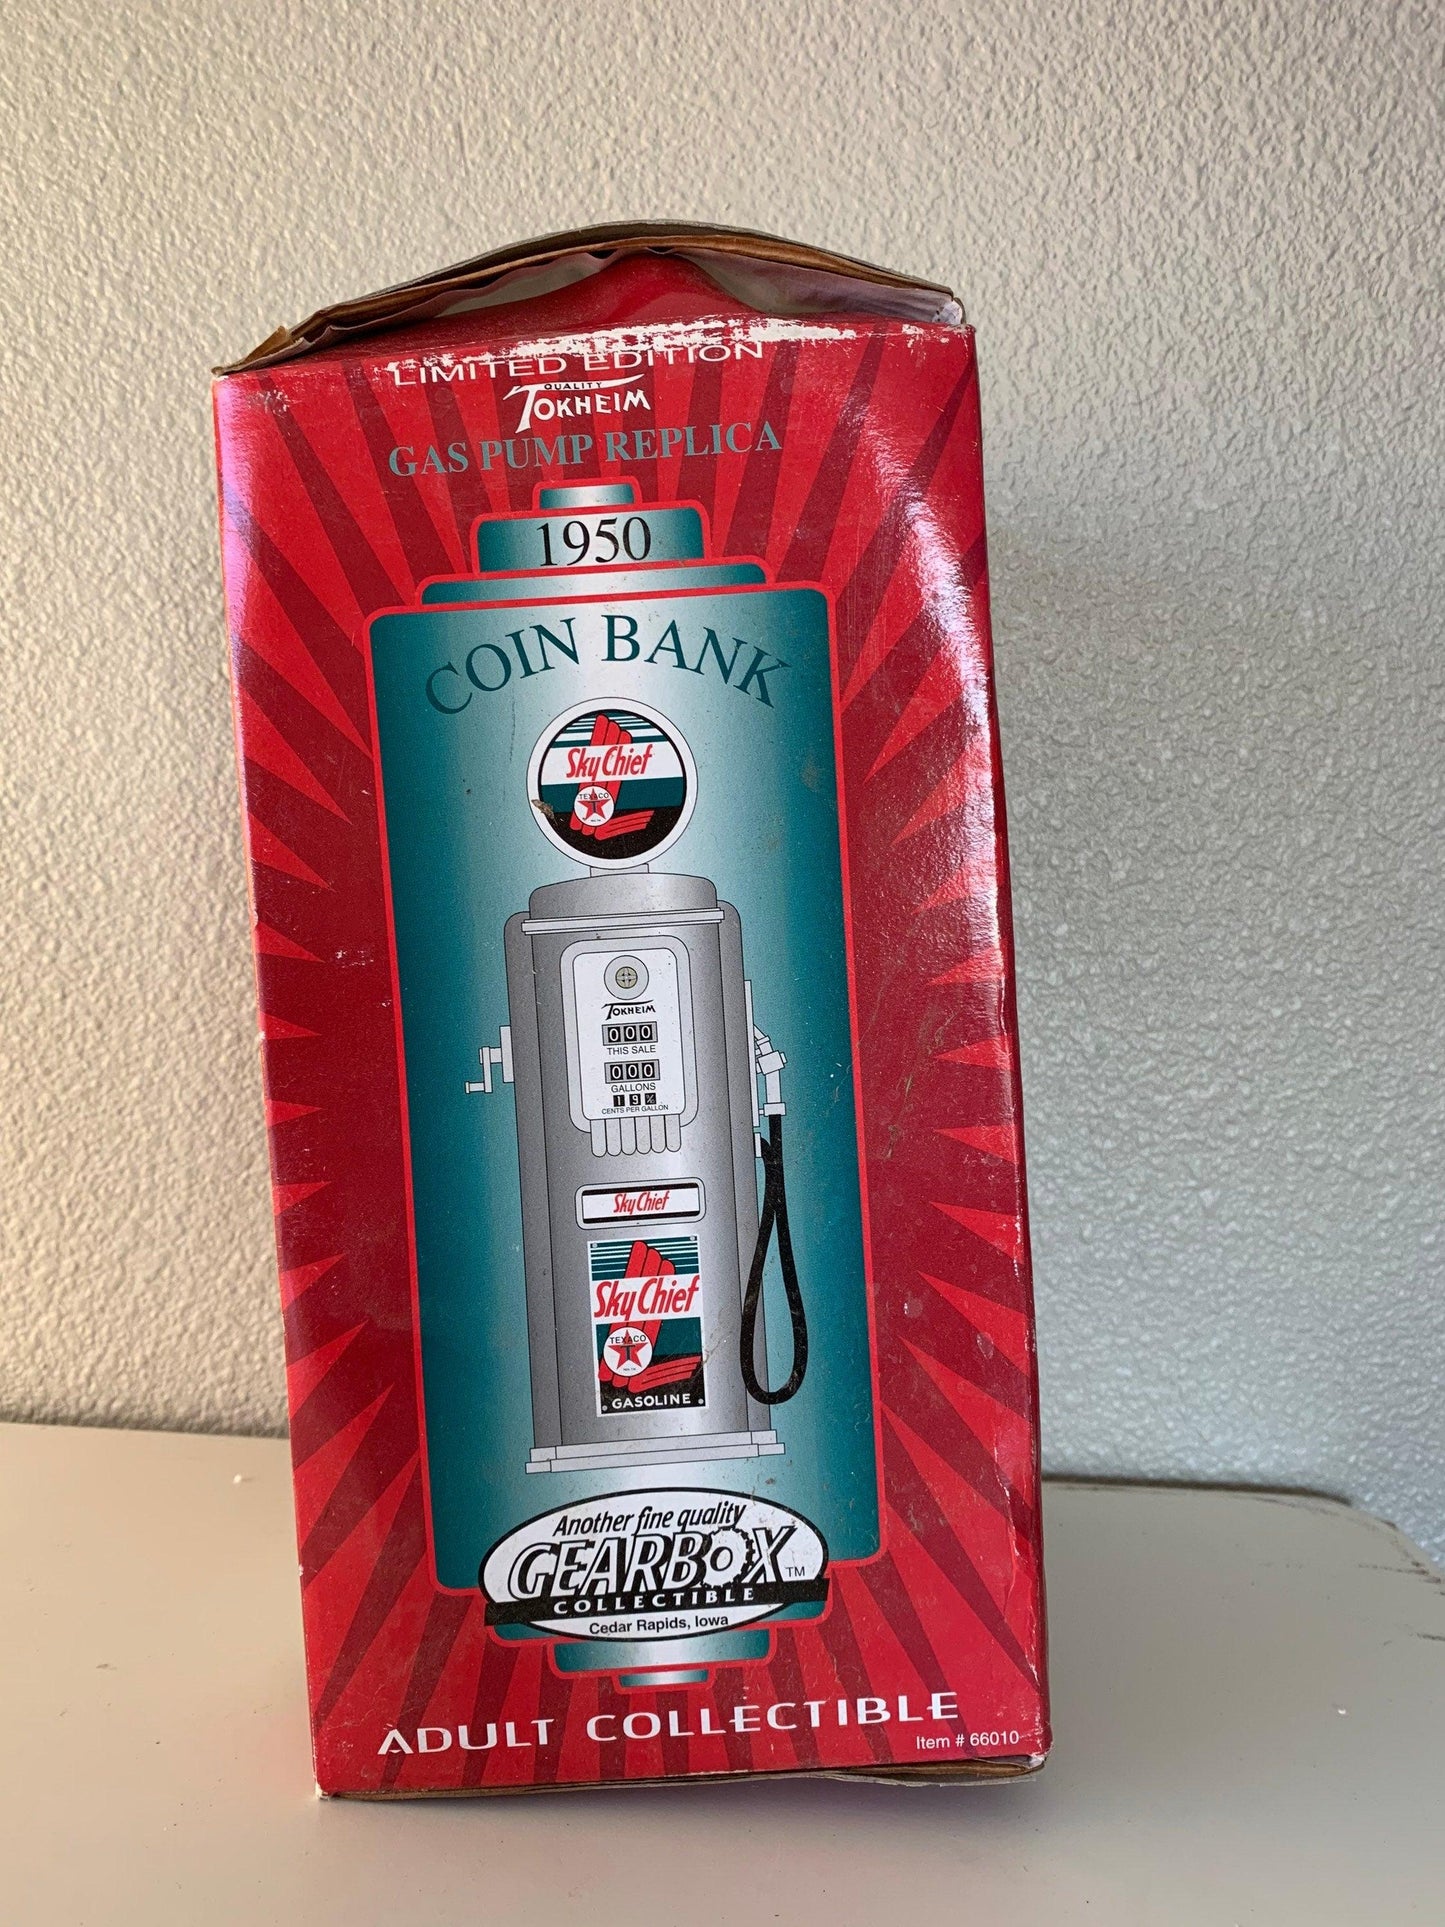 LIMITED EDITION
QUALITY
TOKHEIM
GAS PUMP REPLICA
1950
COIN BANK
Sky Chief
TEXACO
T
TOKHEIM
000
THIS SALE
000
GALLONS
19
CENTS PER GALLON
Sky Chief
Sky Chief
TEXACO
T
GASOLINE
Another fine quality
GEARBOX TM
COLLECTIBLE
Cedar Rapids, Iowa
ADULT COLLECTIBLE
Item # 66010